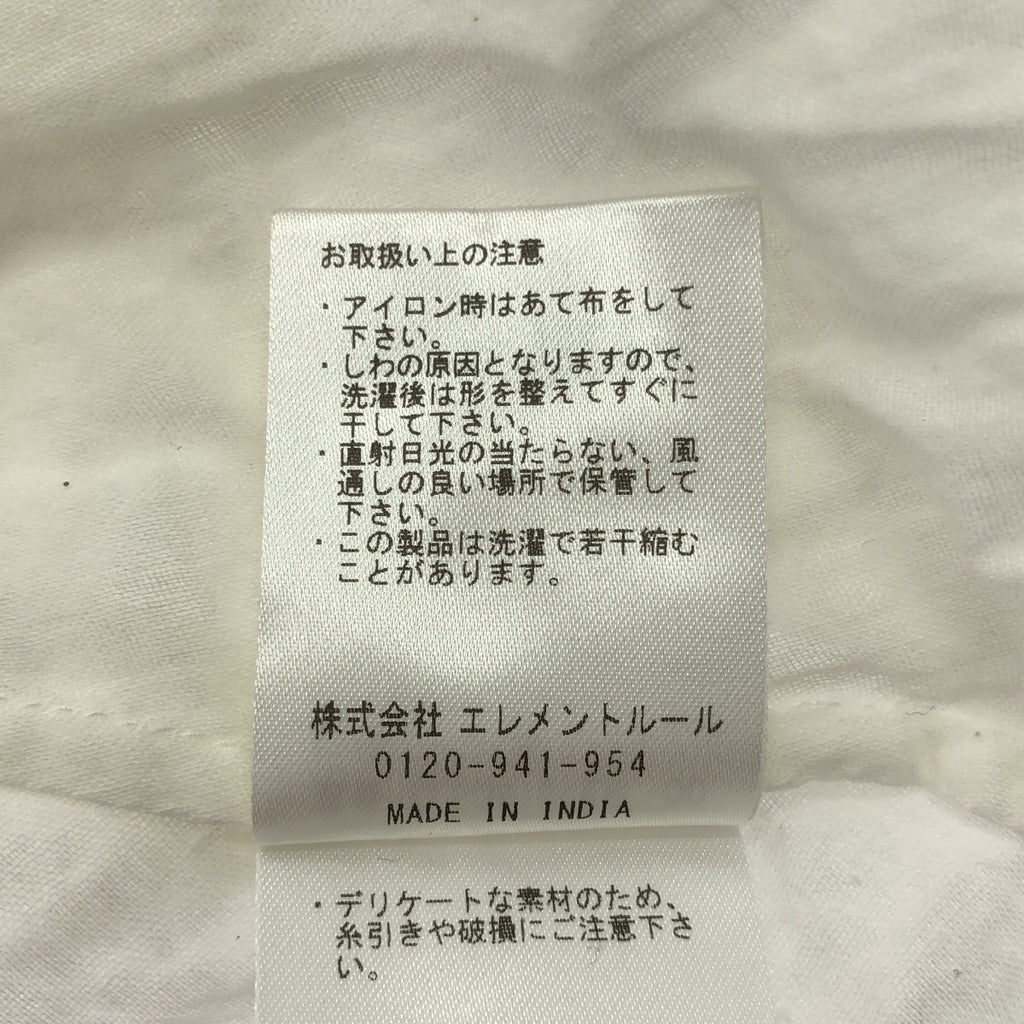 お取扱い上の注意
・アイロン時はあて布をして
下さい。
・しわの原因となりますので、
洗濯後は形を整えてすぐに
干して下さい。
・直射日光の当たらない、風
通しの良い場所で保管して
下さい。
・この製品は洗濯で若干縮む
ことがあります。
株式会社 エレメントルール
0120-941-954
MADE IN INDIA
・デリケートな素材のため、
糸引きや破損にご注意下さ
い。